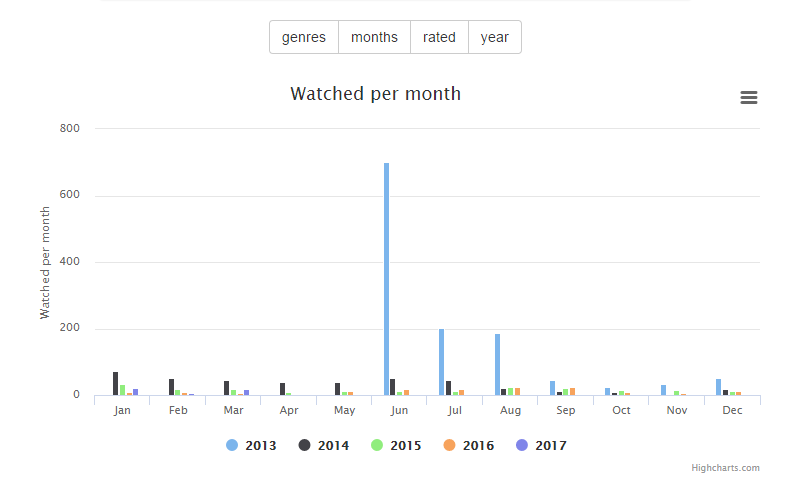 genres months rated year
Watched per month
Watched per month
800
600
400
200
0
Jan Feb Mar Apr May Jun Jul Aug Sep Oct Nov Dec
2013 2014 2015 2016 2017
Highcharts.com